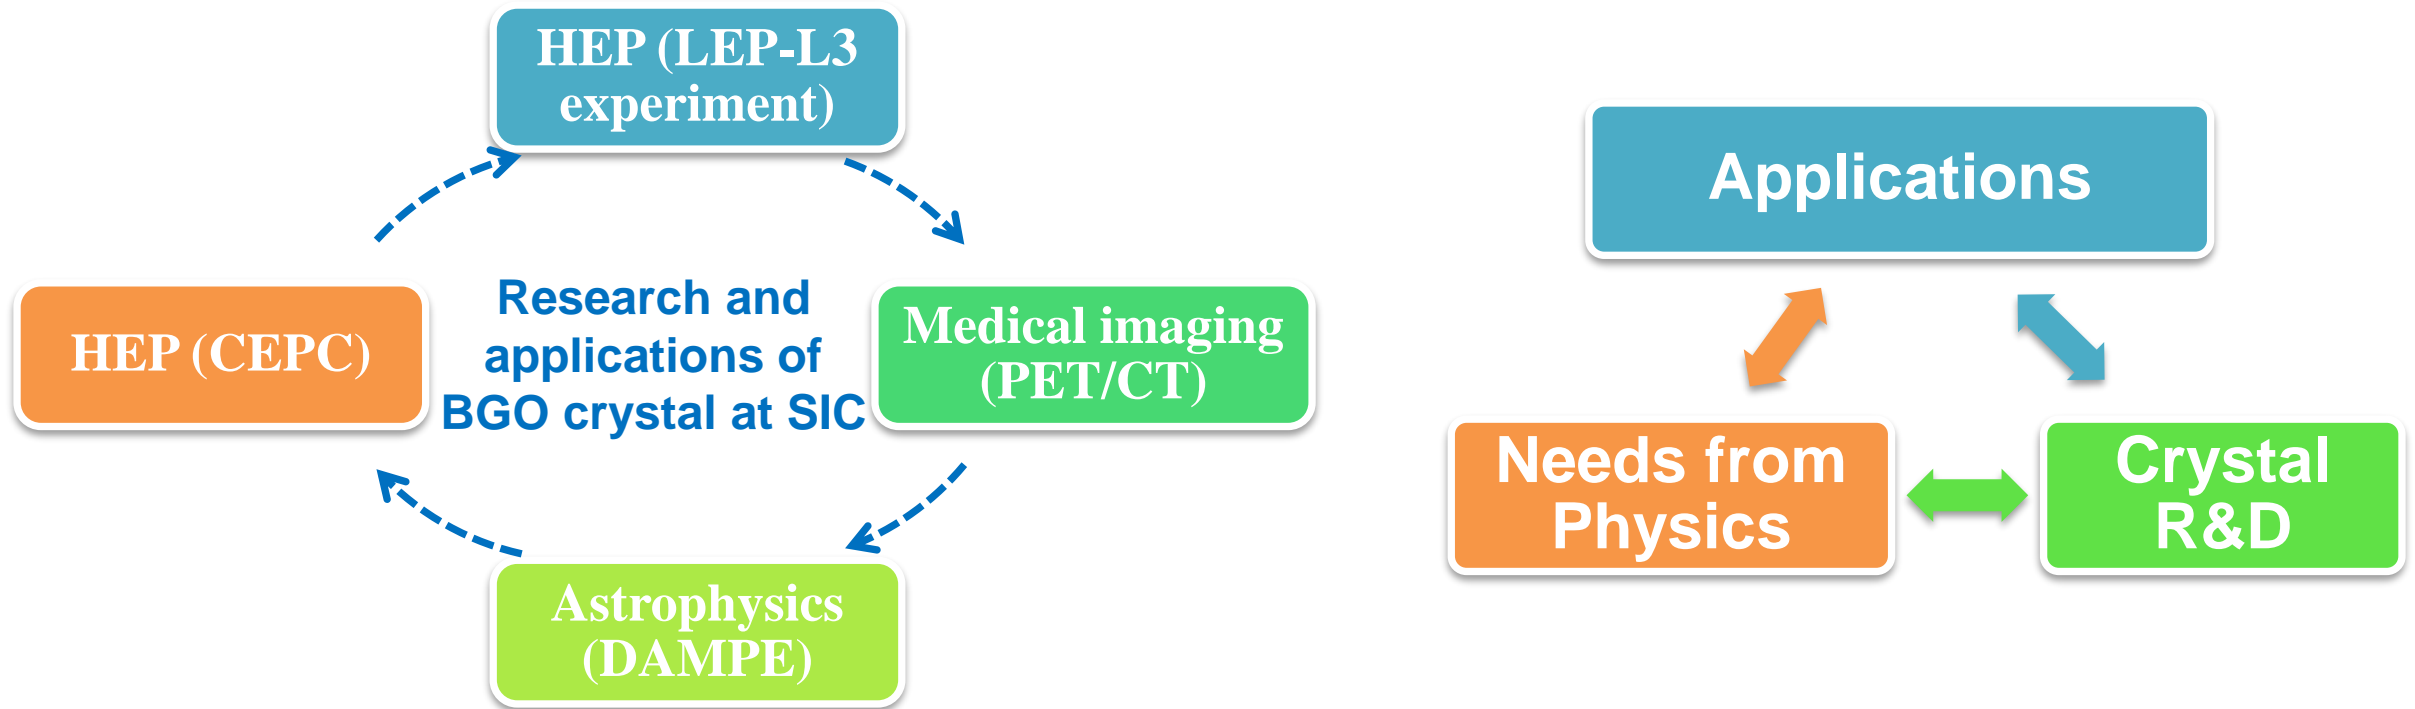 HEP (LEP-L3
experiment)
HEP (CEPC)
Research and
applications of
BGO crystal at SIC
Medical imaging
(PET/CT)
Astrophysics
(DAMPE)
Applications
Needs from
Physics
Crystal
R&D